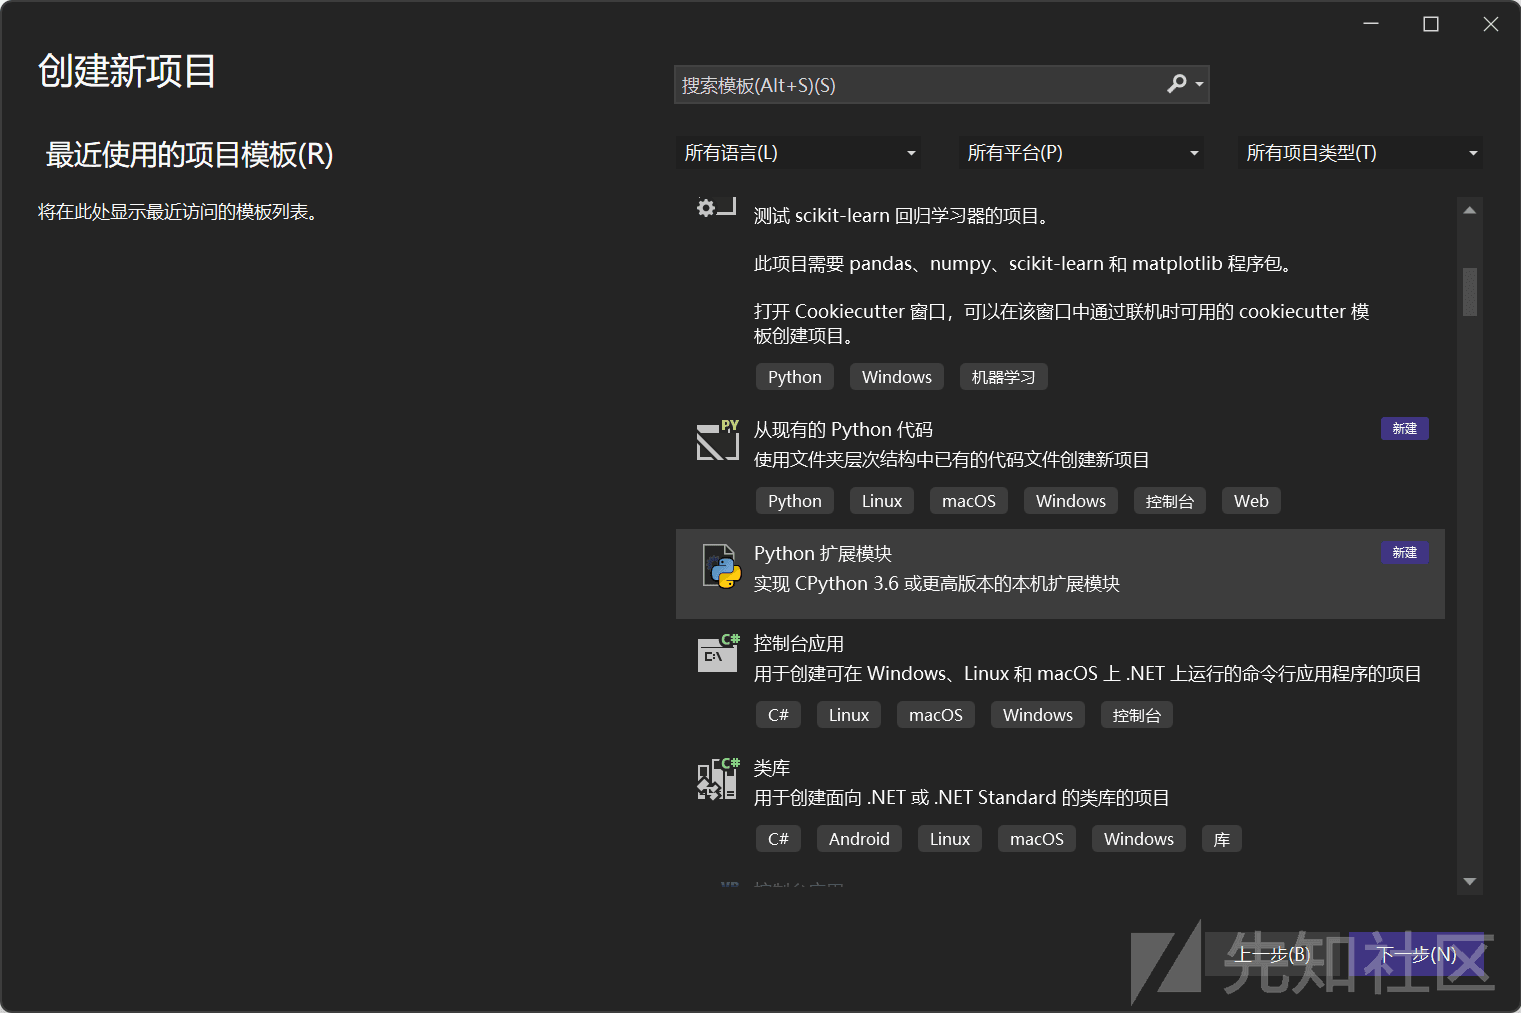 创建新项目
搜索模板(Alt+S)(S)
最近使用的项目模板(R)
所有语言(L)
所有平台(P)
所有项目类型(T)
将在此处显示最近访问的模板列表。
测试 scikit-learn 回归学习器的项目。
此项目需要 pandas、numpy、scikit-learn 和 matplotlib 程序包。
打开 Cookiecutter 窗口，可以在该窗口中通过联机时可用的 cookiecutter 模
板创建项目。
Python Windows 机器学习
PY
从现有的 Python 代码 新建
使用文件夹层次结构中已有的代码文件创建新项目
Python Linux macOS Windows 控制台 Web
Python 扩展模块 新建
实现 CPython 3.6 或更高版本的本机扩展模块
C#
C:\
控制台应用
用于创建可在 Windows、Linux 和 macOS 上 .NET 上运行的命令行应用程序的项目
C# Linux macOS Windows 控制台
C#
类库
用于创建面向 .NET 或 .NET Standard 的类库的项目
C# Android Linux macOS Windows 库
上一步(B)
下一步(N)
先知社区